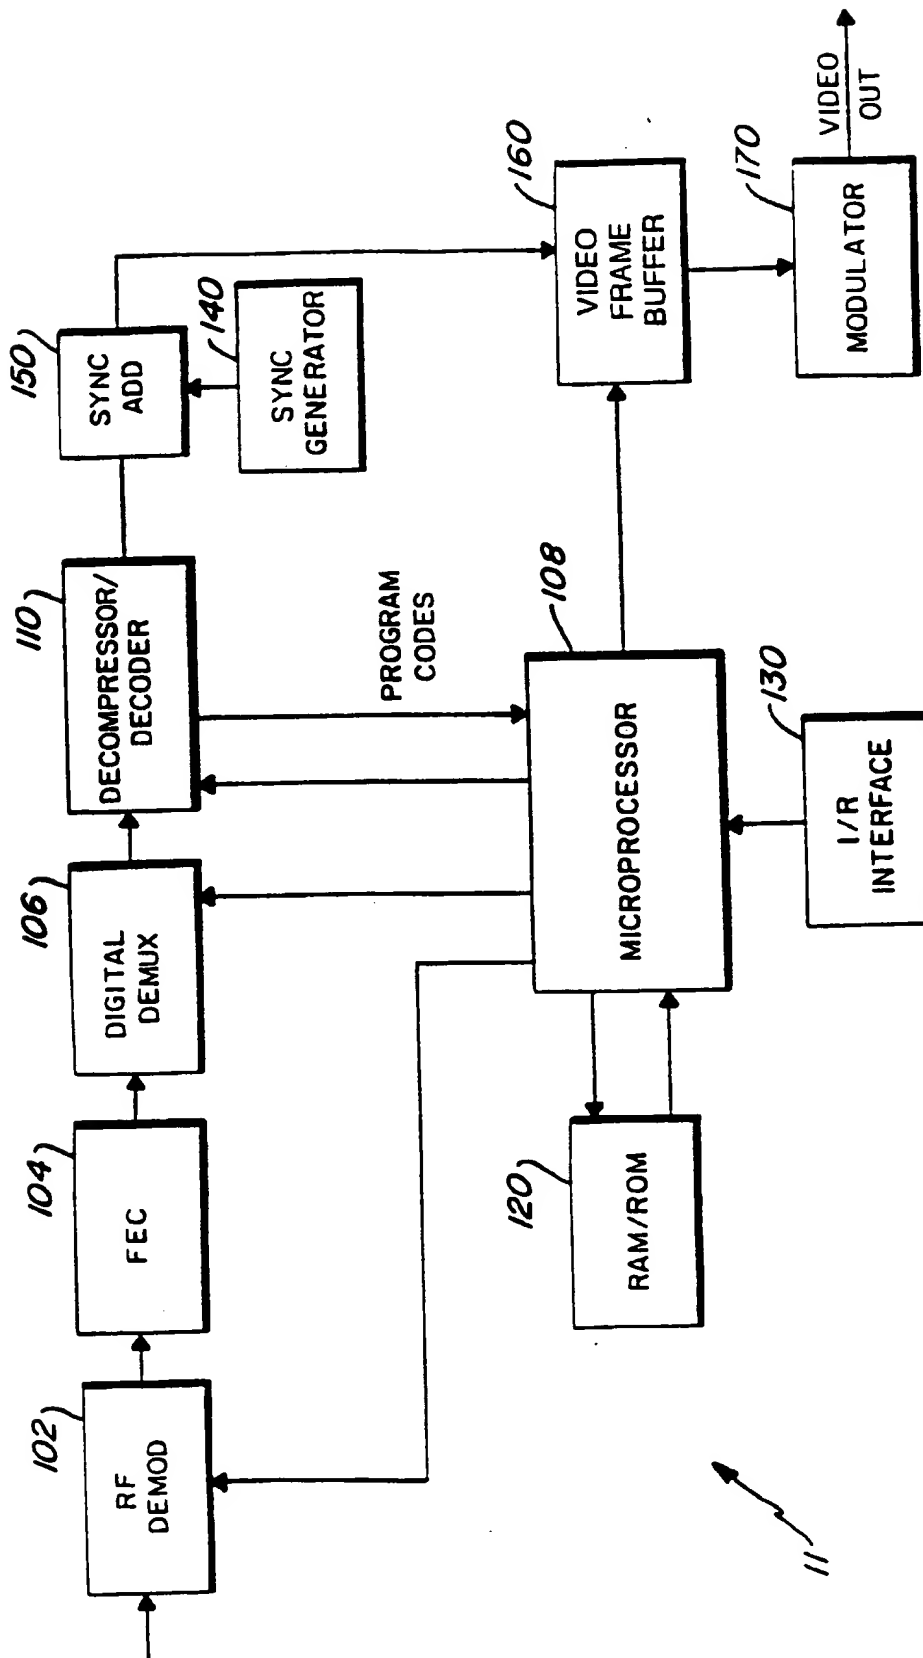 102
RF
DEMOD
104
FEC
106
DIGITAL
DEMUX
110
DECOMPRESSOR/
DECODER
150
SYNC
ADD
140
SYNC
GENERATOR
PROGRAM
CODES
120
RAM/ROM
108
MICROPROCESSOR
160
VIDEO
FRAME
BUFFER
130
I/R
INTERFACE
170
MODULATOR
VIDEO
OUT
11